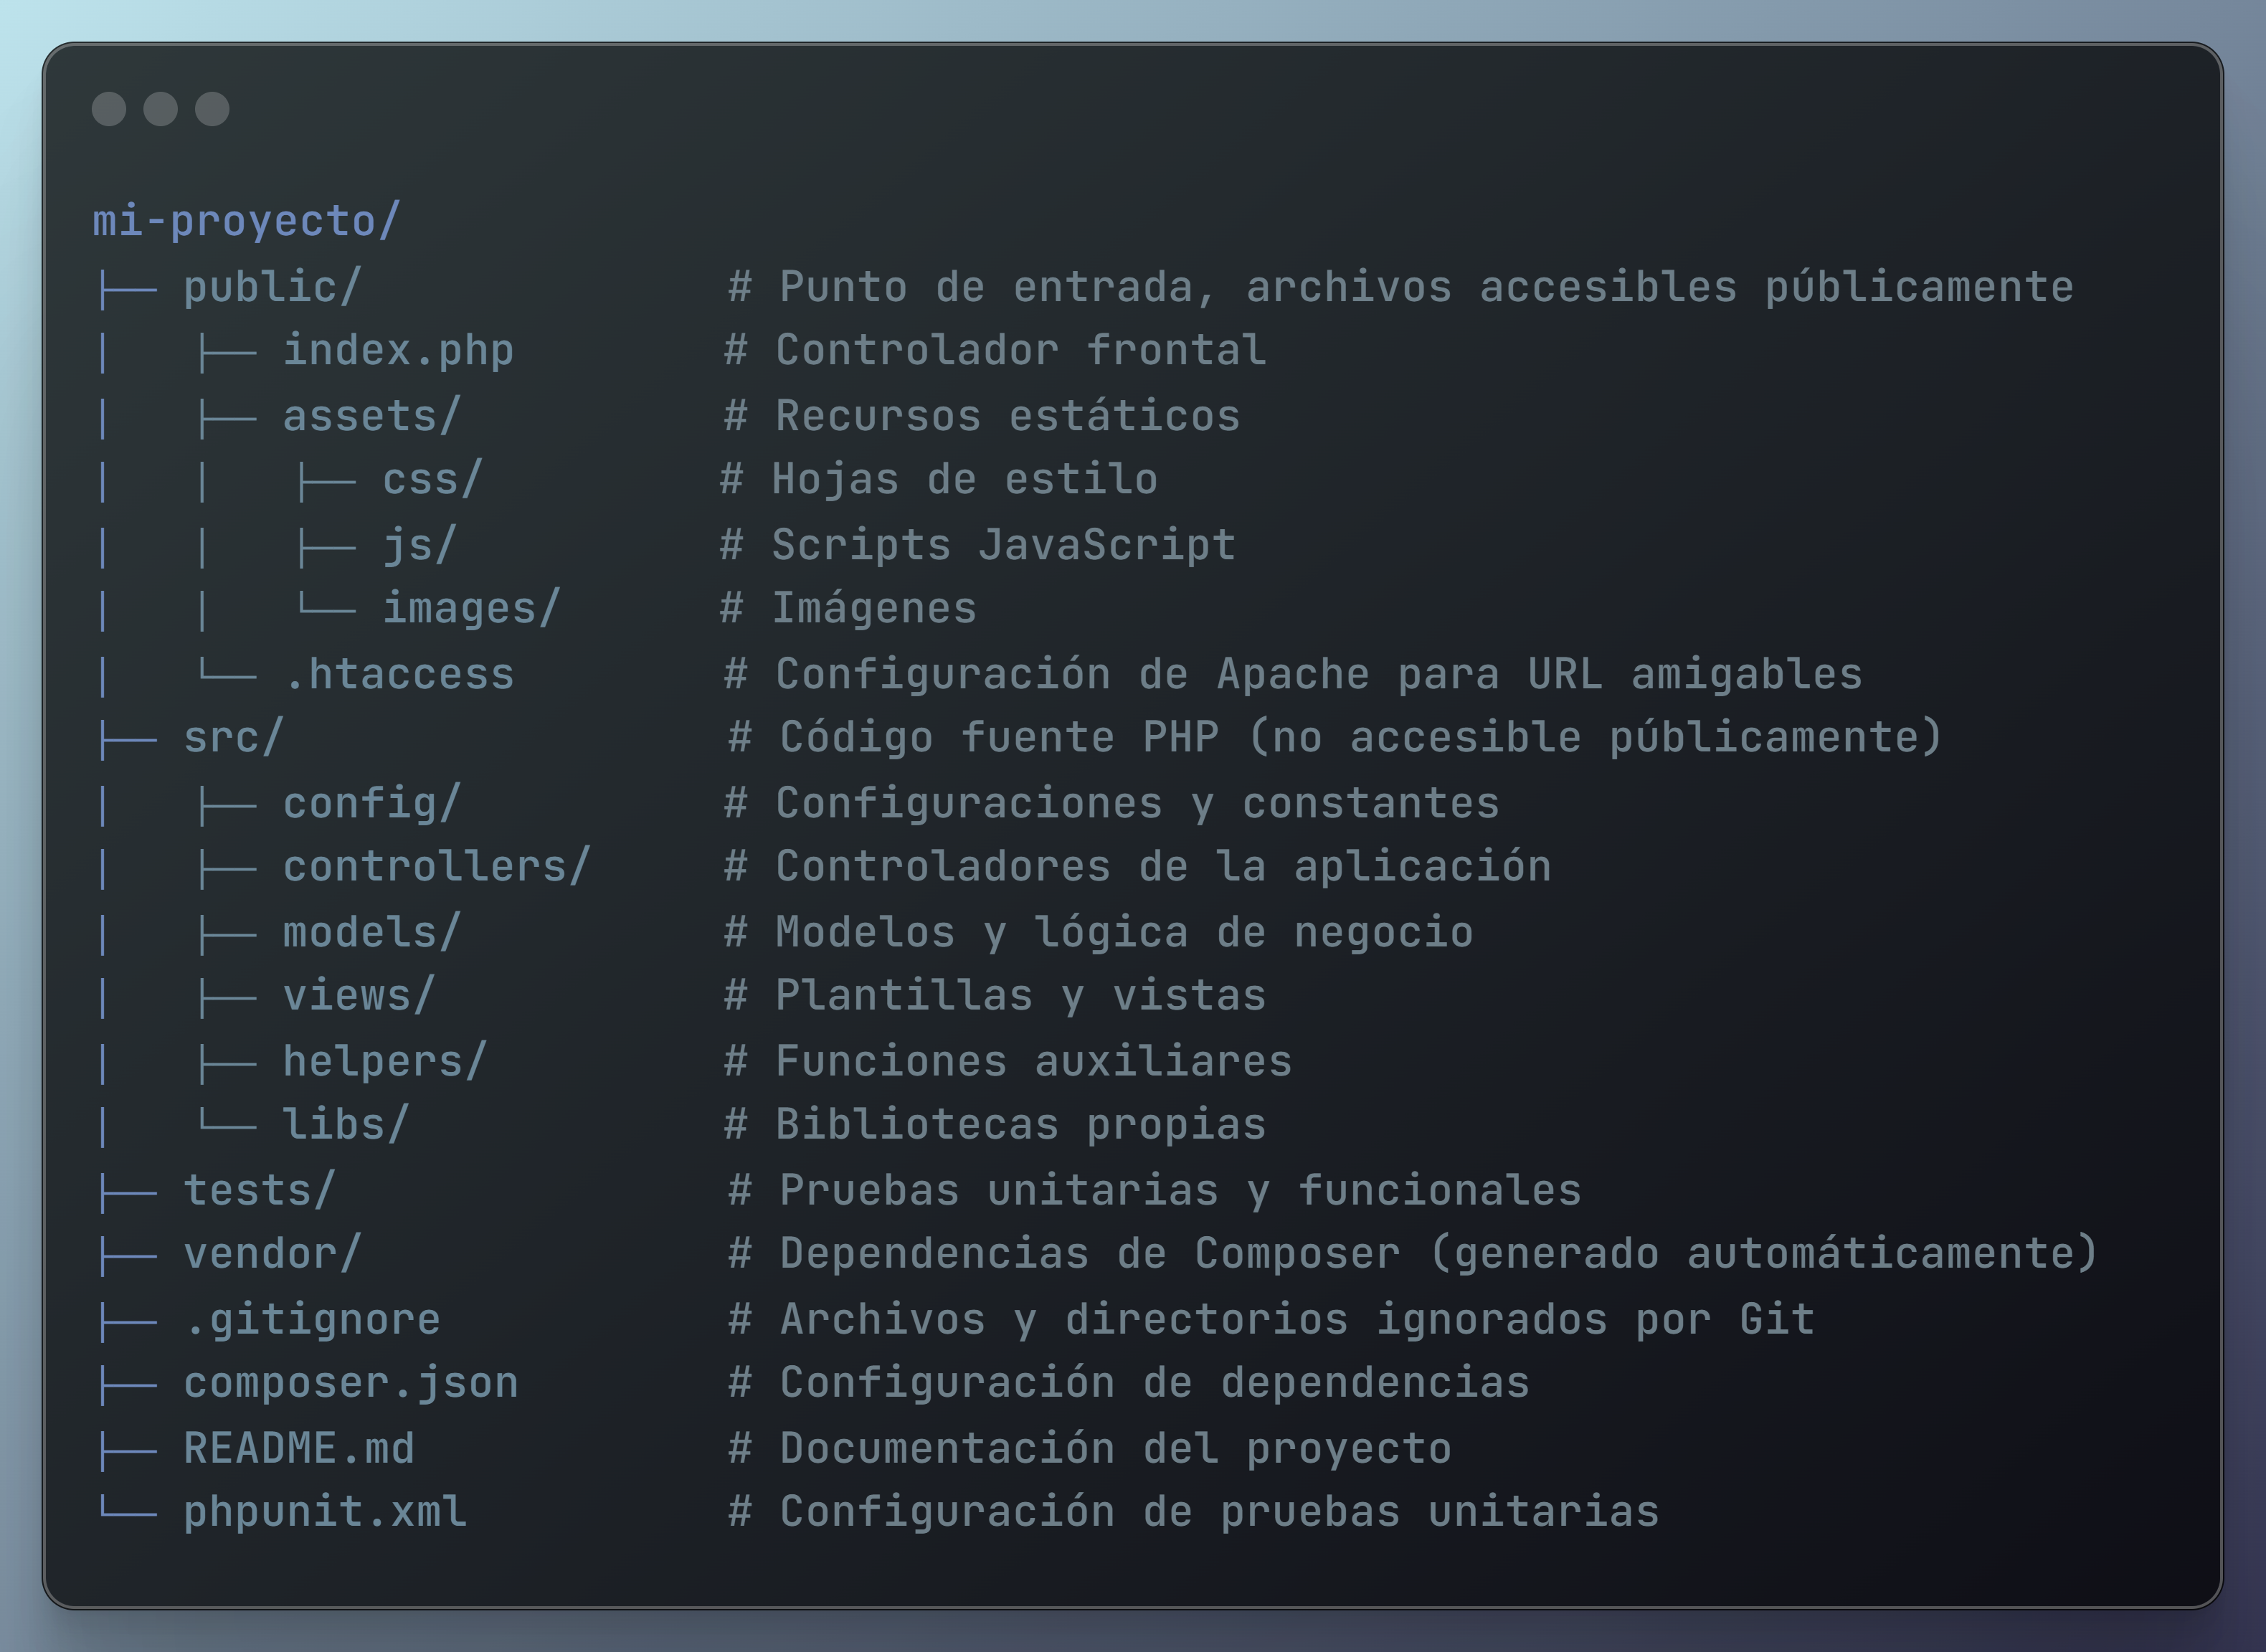 mi-proyecto/
├── public/              # Punto de entrada, archivos accesibles públicamente
│   ├── index.php        # Controlador frontal
│   ├── assets/          # Recursos estáticos
│   │   ├── css/         # Hojas de estilo
│   │   ├── js/          # Scripts JavaScript
│   │   └── images/      # Imágenes
│   └── .htaccess        # Configuración de Apache para URL amigables
├── src/                 # Código fuente PHP (no accesible públicamente)
│   ├── config/          # Configuraciones y constantes
│   ├── controllers/     # Controladores de la aplicación
│   ├── models/          # Modelos y lógica de negocio
│   ├── views/           # Plantillas y vistas
│   ├── helpers/         # Funciones auxiliares
│   └── libs/            # Bibliotecas propias
├── tests/               # Pruebas unitarias y funcionales
├── vendor/              # Dependencias de Composer (generado automáticamente)
├── .gitignore           # Archivos y directorios ignorados por Git
├── composer.json        # Configuración de dependencias
├── README.md            # Documentación del proyecto
└── phpunit.xml          # Configuración de pruebas unitarias